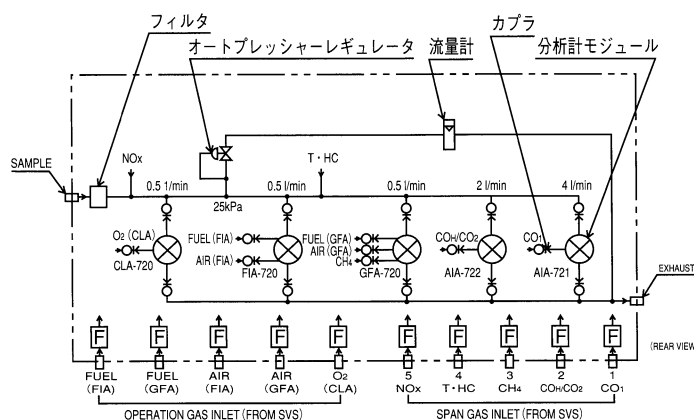 フィルタ
オートプレッシャーレギュレータ
流量計
カプラ
分析計モジュール
SAMPLE
NOx
T・HC
0.5 1/min
25kPa
0.5 l/min
0.5 l/min
2 l/min
4 l/min
O2 (CLA)
CLA-720
FUEL (FIA)
AIR (FIA)
FIA-720
FUEL (GFA)
AIR (GFA)
CH4
GFA-720
COH/CO2
AIA-722
CO1
AIA-721
EXHAUST
F F F F F F F F F F
(REAR VIEW
FUEL
(FIA)
FUEL
(GFA)
AIR
(FIA)
AIR
(GFA)
O2
(CLA)
5
NOx
4
T・HC
3
CH4
2
COH/CO2
1
CO1
OPERATION GAS INLET (FROM SVS)
SPAN GAS INLET (FROM SVS)